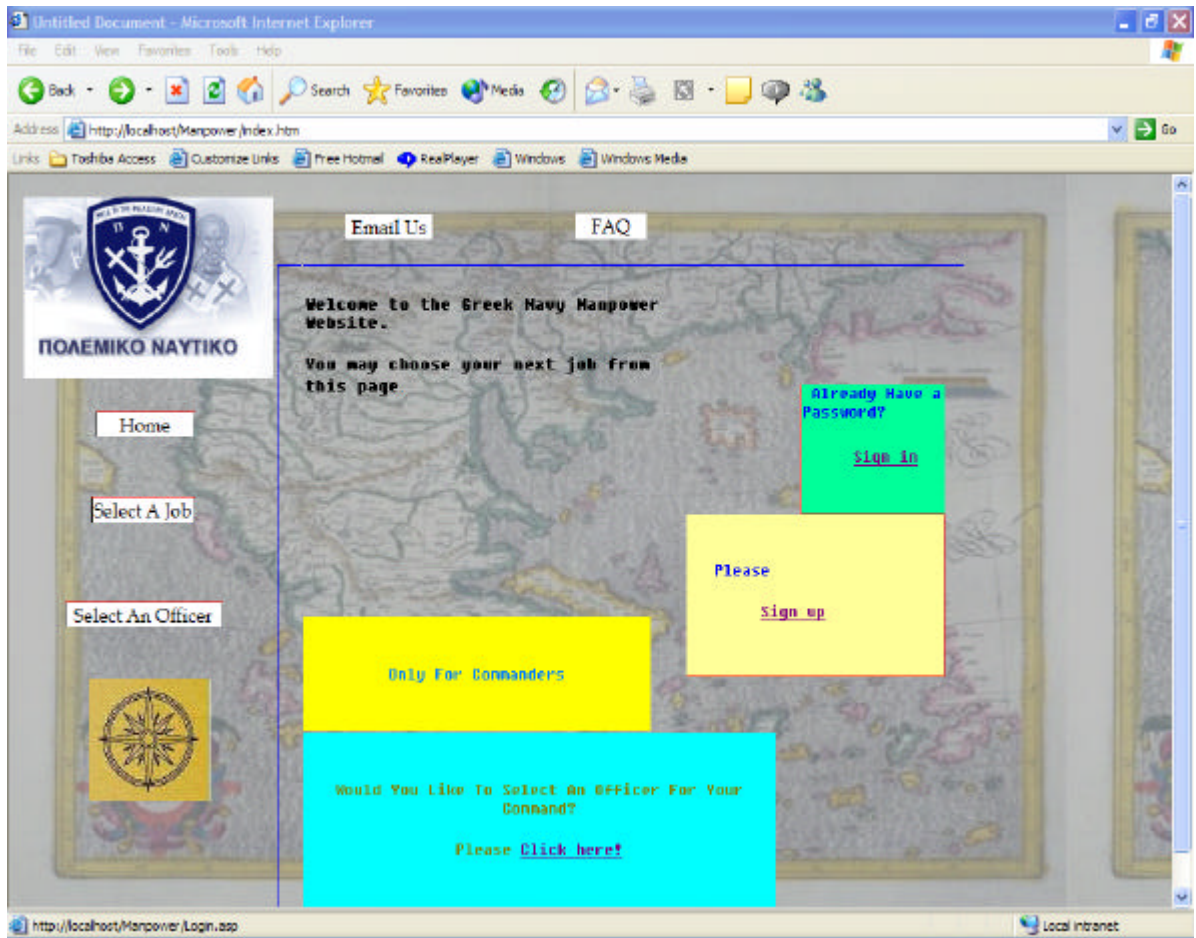 Untitled Document - Microsoft Internet Explorer
File Edit View Favorites Tools Help
Back Search Favorites Media
Address http://localhost/Manpower/index.htm Go
Links Toshiba Access Customize Links Free Hotmail RealPlayer Windows Windows Media
Π Ν
ΠΟΛΕΜΙΚΟ ΝΑΥΤΙΚΟ
Email Us FAQ
Welcome to the Greek Navy Manpower
Website.
You may choose your next job from
this page
Already Have a
Password?
Sign in
Home
Select A Job
Please
Sign up
Select An Officer
Only For Commanders
Would You Like To Select An Officer For Your
Command?
Please Click here!
http://localhost/Manpower/Login.asp Local intranet